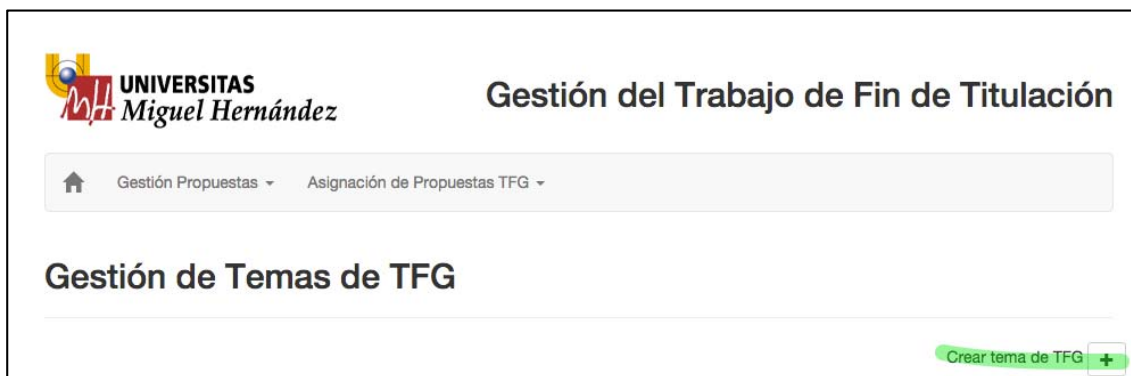 UNIVERSITAS
Miguel Hernández
Gestión del Trabajo de Fin de Titulación
Gestión Propuestas
Asignación de Propuestas TFG
Gestión de Temas de TFG
Crear tema de TFG +